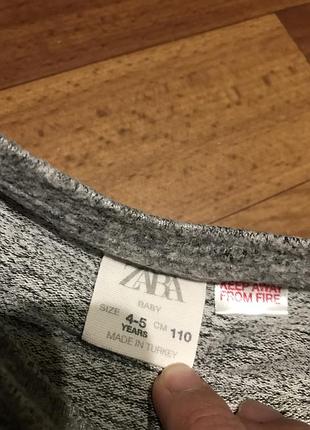 ZARA
BABY
SIZE 4-5 YEARS CM 110
MADE IN TURKEY
KEEP AWAY
FROM FIRE